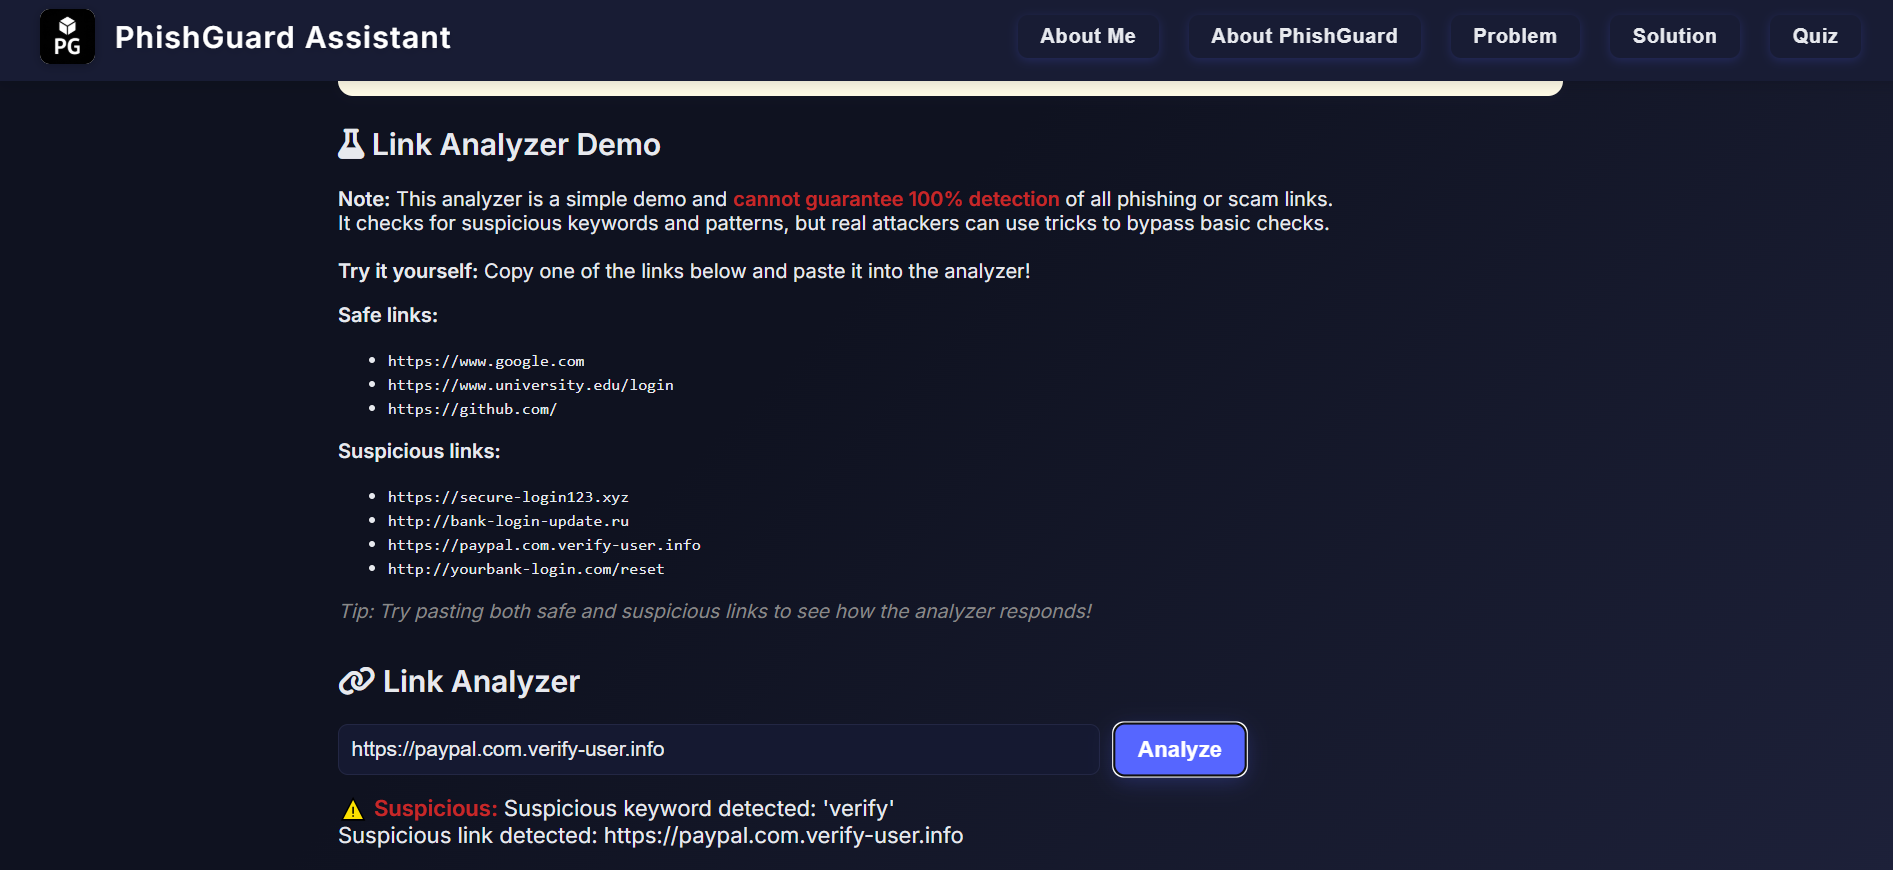 PG
PhishGuard Assistant
About Me
About PhishGuard
Problem
Solution
Quiz
Link Analyzer Demo
Note: This analyzer is a simple demo and cannot guarantee 100% detection of all phishing or scam links.
It checks for suspicious keywords and patterns, but real attackers can use tricks to bypass basic checks.
Try it yourself: Copy one of the links below and paste it into the analyzer!
Safe links:
https://www.google.com
https://www.university.edu/login
https://github.com/
Suspicious links:
https://secure-login123.xyz
http://bank-login-update.ru
https://paypal.com.verify-user.info
http://yourbank-login.com/reset
Tip: Try pasting both safe and suspicious links to see how the analyzer responds!
Link Analyzer
https://paypal.com.verify-user.info
Analyze
Suspicious: Suspicious keyword detected: 'verify'
Suspicious link detected: https://paypal.com.verify-user.info